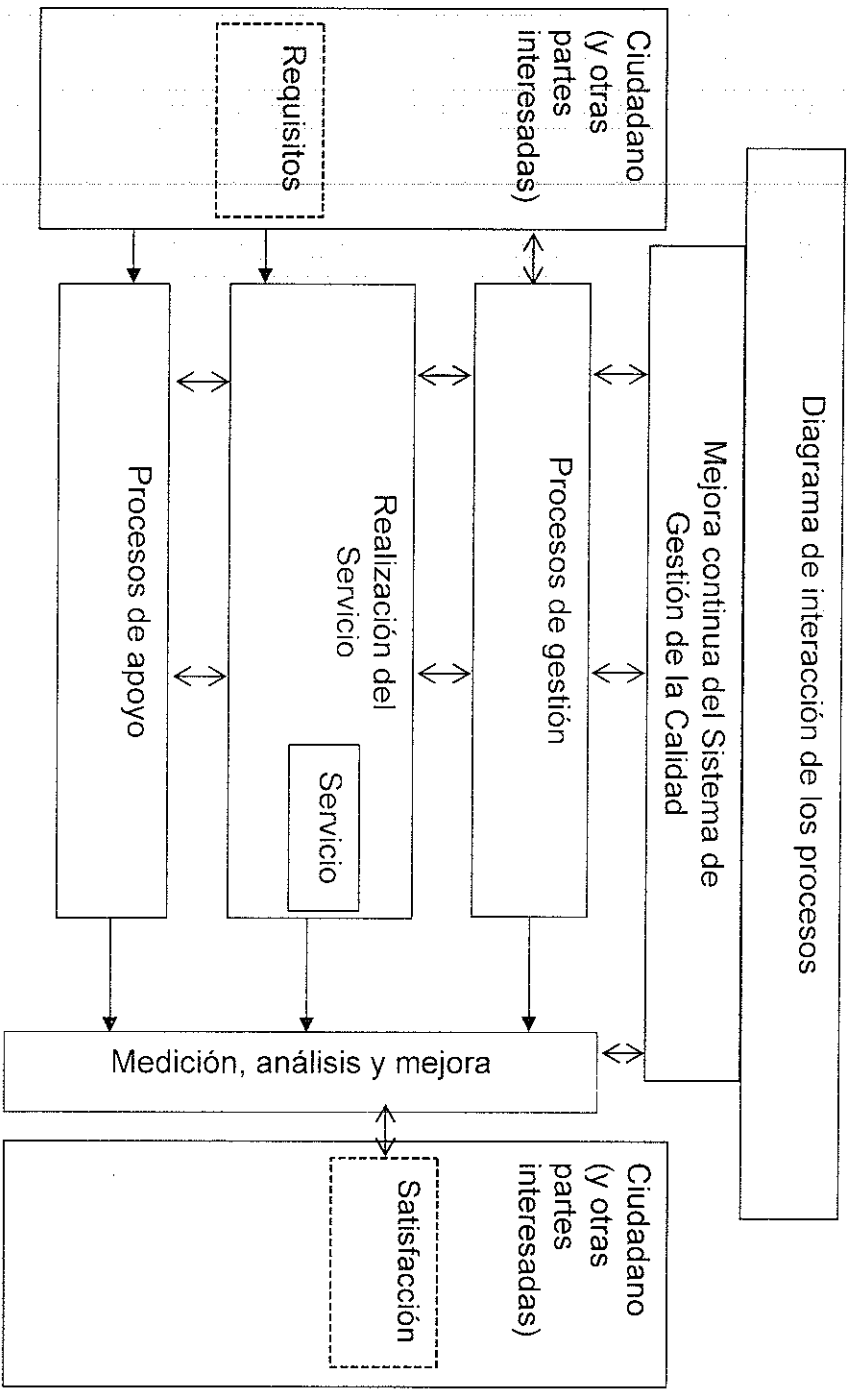 Diagrama de interacción de los procesos
Mejora continua del Sistema de
Gestión de la Calidad
Ciudadano
(y otras
partes
interesadas)
Requisitos
Procesos de gestión
Realización del
Servicio
Servicio
Procesos de apoyo
Medición, análisis y mejora
Ciudadano
(y otras
partes
interesadas)
Satisfacción